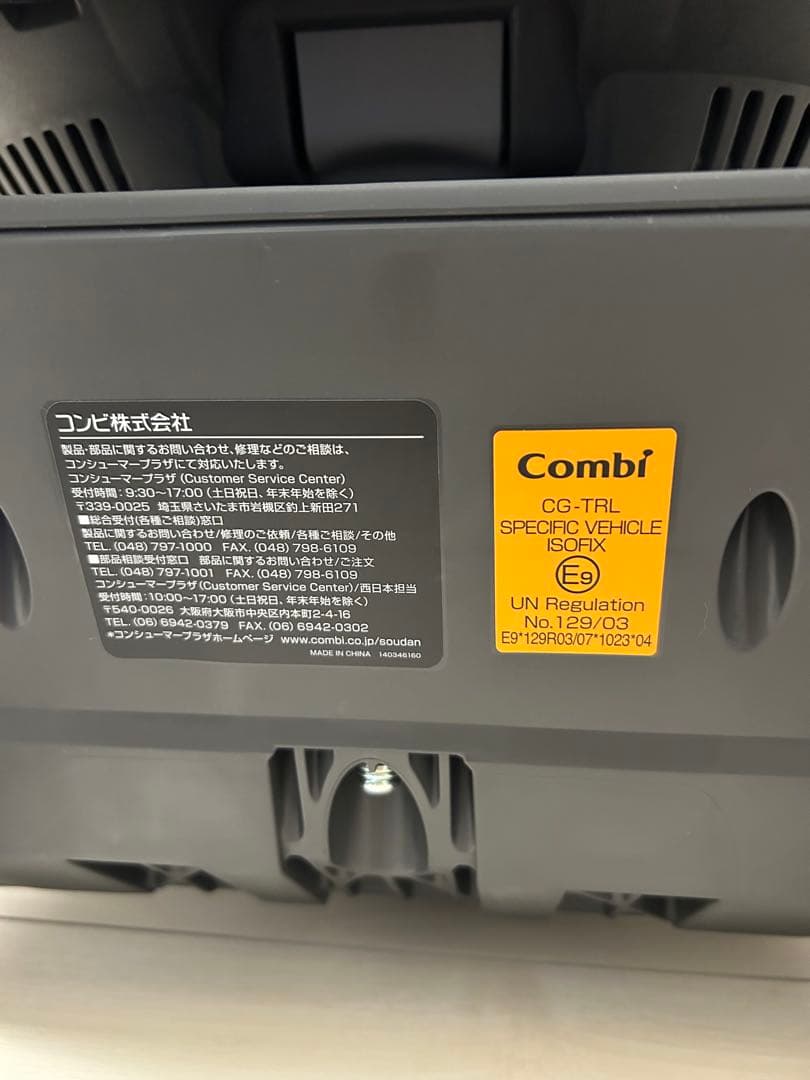 コンビ株式会社
製品・部品に関するお問い合わせ、修理などのご相談は、
コンシューマープラザにて対応いたします。
コンシューマープラザ (Customer Service Center)
受付時間：9:30～17:00 (土日祝日、年末年始を除く)
〒339-0025 埼玉県さいたま市岩槻区釣上新田271
■総合受付(各種ご相談)窓口
製品に関するお問い合わせ/修理のご依頼/各種ご相談/その他
TEL. (048) 797-1000 FAX. (048) 798-6109
■部品相談受付窓口 部品に関するお問い合わせ/ご注文
TEL. (048) 797-1001 FAX. (048) 798-6109
コンシューマープラザ(Customer Service Center)/西日本担当
受付時間：10:00～17:00 (土日祝日、年末年始を除く)
〒540-0026 大阪府大阪市中央区内本町2-4-16
TEL. (06) 6942-0379 FAX. (06) 6942-0302
*コンシューマープラザホームページ www.combi.co.jp/soudan
MADE IN CHINA 140346160
Combi
CG-TRL
SPECIFIC VEHICLE
ISOFIX
E9
UN Regulation
No.129/03
E9*129R03/07*1023*04